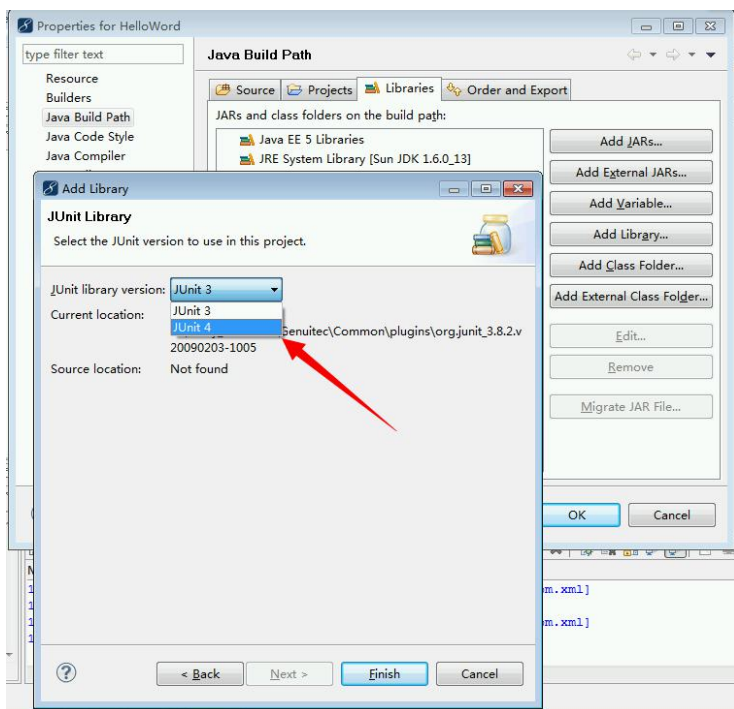 Properties for HelloWord
type filter text
Java Build Path
Resource
Builders
Java Build Path
Java Code Style
Java Compiler
Source Projects Libraries Order and Export
JARs and class folders on the build path:
Java EE 5 Libraries
JRE System Library [Sun JDK 1.6.0_13]
Add JARs...
Add External JARs...
Add Variable...
Add Library...
Add Class Folder...
Add External Class Folder...
Edit...
Remove
Migrate JAR File...
OK Cancel
Add Library
JUnit Library
Select the JUnit version to use in this project.
JUnit library version: JUnit 3
JUnit 3
JUnit 4
Current location:
Genuitec\Common\plugins\org.junit_3.8.2.v
20090203-1005
Source location: Not found
< Back Next > Finish Cancel
m.xml]
m.xml]